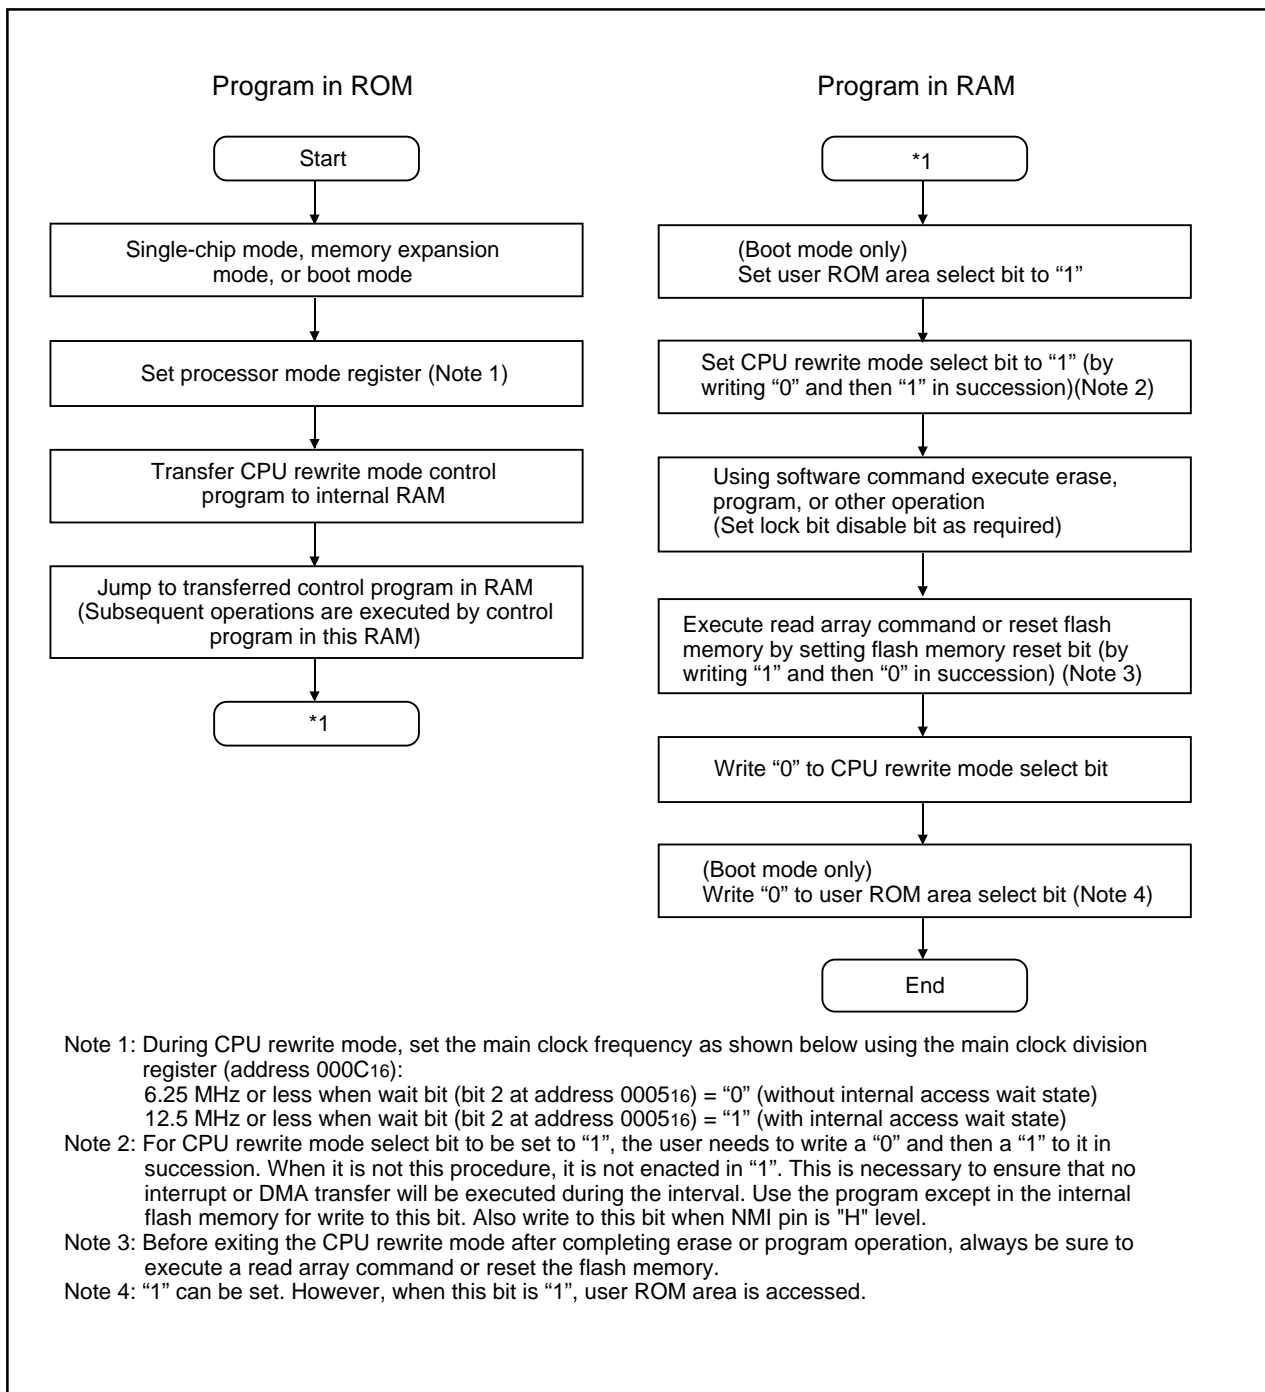 Program in ROM
Start
Single-chip mode, memory expansion
mode, or boot mode
Set processor mode register (Note 1)
Transfer CPU rewrite mode control
program to internal RAM
Jump to transferred control program in RAM
(Subsequent operations are executed by control
program in this RAM)
*1
Program in RAM
*1
(Boot mode only)
Set user ROM area select bit to “1”
Set CPU rewrite mode select bit to “1” (by
writing “0” and then “1” in succession)(Note 2)
Using software command execute erase,
program, or other operation
(Set lock bit disable bit as required)
Execute read array command or reset flash
memory by setting flash memory reset bit (by
writing “1” and then “0” in succession) (Note 3)
Write “0” to CPU rewrite mode select bit
(Boot mode only)
Write “0” to user ROM area select bit (Note 4)
End
Note 1: During CPU rewrite mode, set the main clock frequency as shown below using the main clock division
register (address 000C16):
6.25 MHz or less when wait bit (bit 2 at address 000516) = “0” (without internal access wait state)
12.5 MHz or less when wait bit (bit 2 at address 000516) = “1” (with internal access wait state)
Note 2: For CPU rewrite mode select bit to be set to “1”, the user needs to write a “0” and then a “1” to it in
succession. When it is not this procedure, it is not enacted in “1”. This is necessary to ensure that no
interrupt or DMA transfer will be executed during the interval. Use the program except in the internal
flash memory for write to this bit. Also write to this bit when NMI pin is "H" level.
Note 3: Before exiting the CPU rewrite mode after completing erase or program operation, always be sure to
execute a read array command or reset the flash memory.
Note 4: “1” can be set. However, when this bit is “1”, user ROM area is accessed.